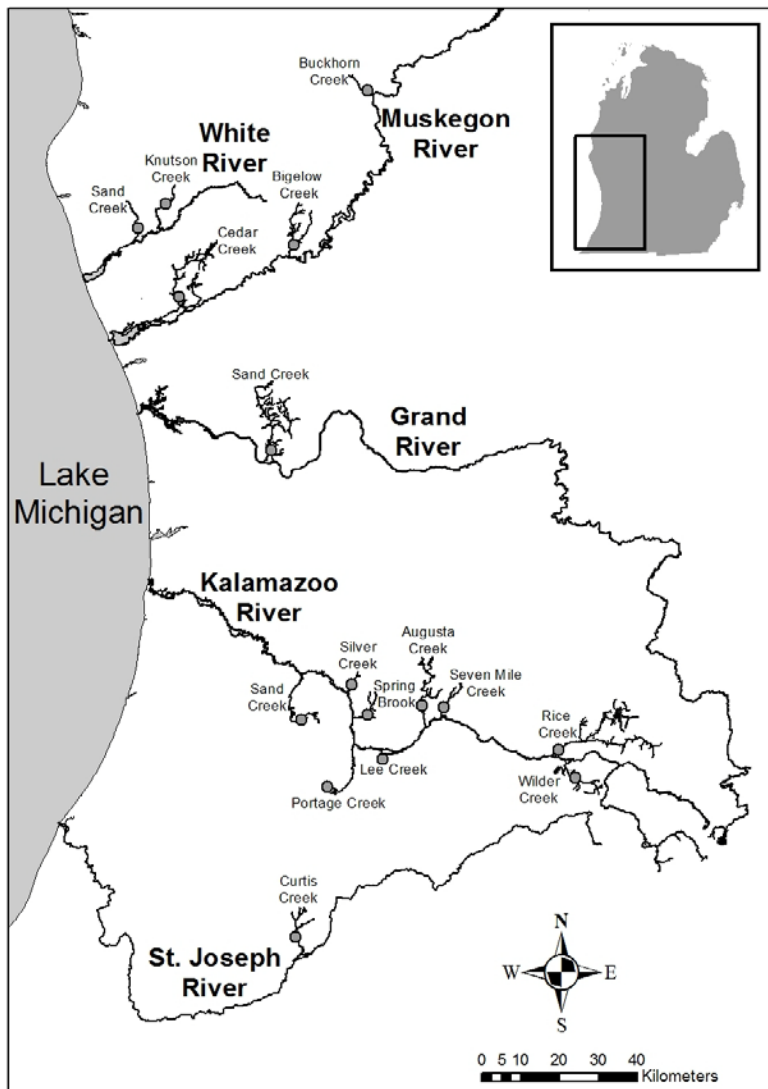 Buckhorn
Creek
Muskegon
River
White
River
Knutson
Creek
Bigelow
Creek
Sand
Creek
Cedar
Creek
Sand Creek
Grand
River
Lake
Michigan
Kalamazoo
River
Augusta
Creek
Silver
Creek
Seven Mile
Creek
Spring
Brook
Sand
Creek
Rice
Creek
Lee Creek
Wilder
Creek
Portage Creek
Curtis
Creek
St. Joseph
River
N
W
E
S
0 5 10 20 30 40
Kilometers